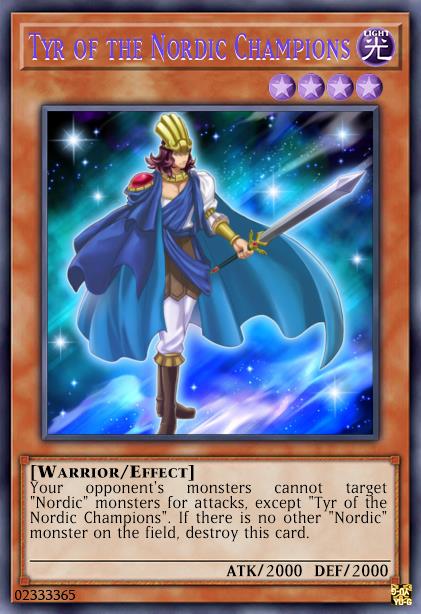 Tyr of the Nordic Champions
LIGHT
光
[Warrior/Effect]
Your opponent's monsters cannot target
"Nordic" monsters for attacks, except "Tyr of the
Nordic Champions". If there is no other "Nordic"
monster on the field, destroy this card.
ATK/2000 DEF/2000
02333365